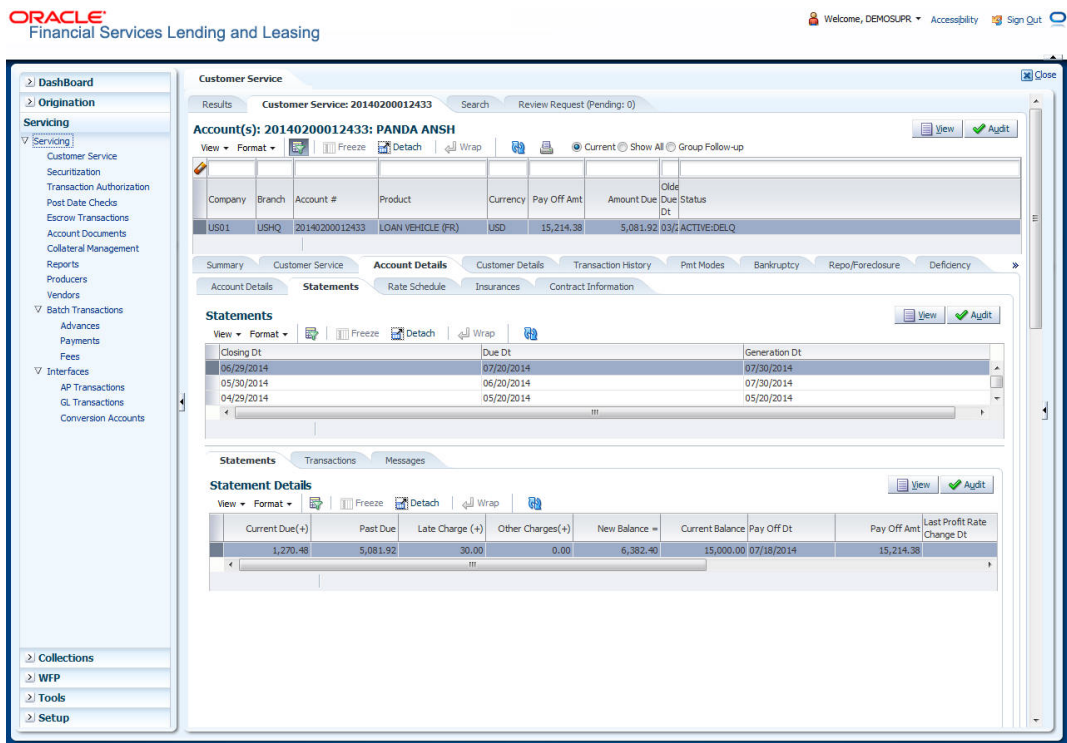 ORACLE
Financial Services Lending and Leasing
Welcome, DEMOSUPR Accessibility Sign Out
Close
DashBoard
Origination
Servicing
Servicing
Customer Service
Securitization
Transaction Authorization
Post Date Checks
Escrow Transactions
Account Documents
Collateral Management
Reports
Producers
Vendors
Batch Transactions
Advances
Payments
Fees
Interfaces
AP Transactions
GL Transactions
Conversion Accounts
Collections
WFP
Tools
Setup
Customer Service
Results Customer Service: 20140200012433 Search Review Request (Pending: 0)
Account(s): 20140200012433: PANDA ANSH
View Audit
View Format Freeze Detach Wrap Current Show All Group Follow-up
Company Branch Account # Product Currency Pay Off Amt Amount Due Olde Due Dt Status
US01 USHQ 20140200012433 LOAN VEHICLE (FR) USD 15,214.38 5,081.92 03/2 ACTIVE:DELQ
Summary Customer Service Account Details Customer Details Transaction History Pmt Modes Bankruptcy Repo/Foreclosure Deficiency »
Account Details Statements Rate Schedule Insurances Contract Information
Statements
View Audit
View Format Freeze Detach Wrap
Closing Dt Due Dt Generation Dt
06/29/2014 07/20/2014 07/30/2014
05/30/2014 06/20/2014 07/30/2014
04/29/2014 05/20/2014 05/20/2014
Statements Transactions Messages
Statement Details
View Audit
View Format Freeze Detach Wrap
Current Due(+) Past Due Late Charge (+) Other Charges(+) New Balance = Current Balance Pay Off Dt Pay Off Amt Last Profit Rate Change Dt
1,270.48 5,081.92 30.00 0.00 6,382.40 15,000.00 07/18/2014 15,214.38